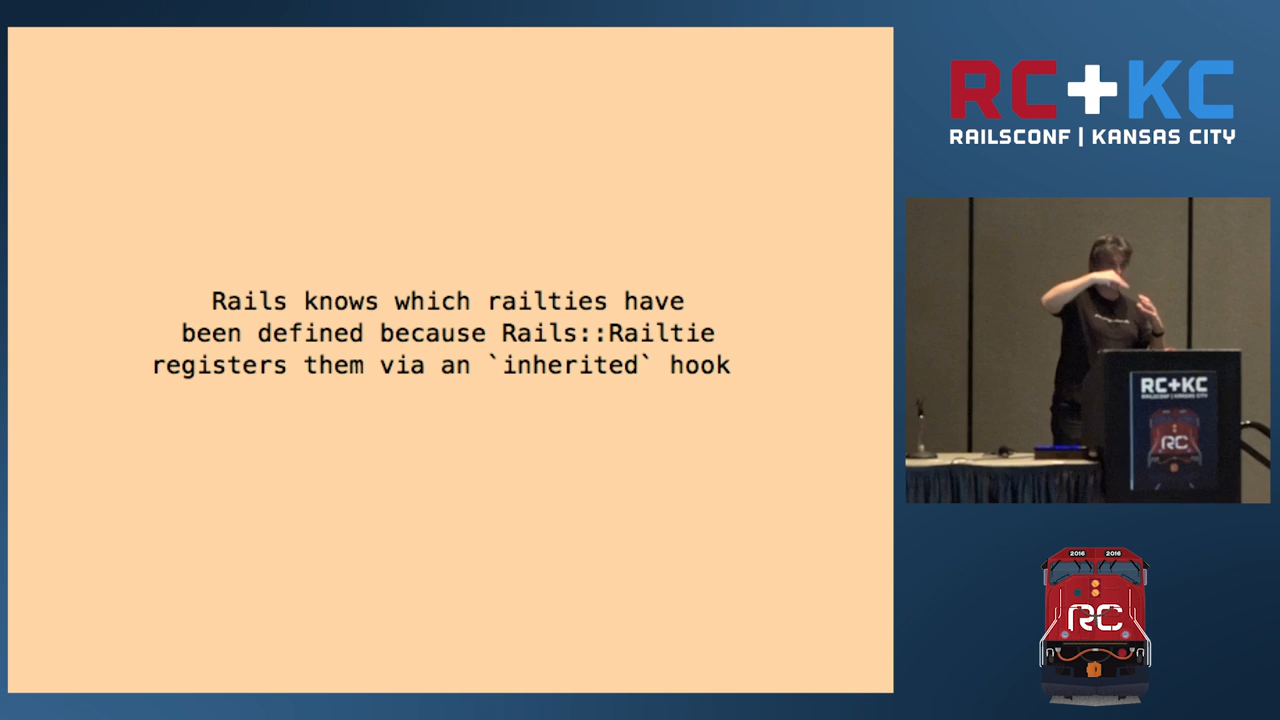 Rails knows which railties have
been defined because Rails::Railtie
registers them via an `inherited` hook
RC+KC
RAILSCONF | KANSAS CITY
RC+KC
RAILSCONF | KANSAS CITY
RC
2016 2016
RC